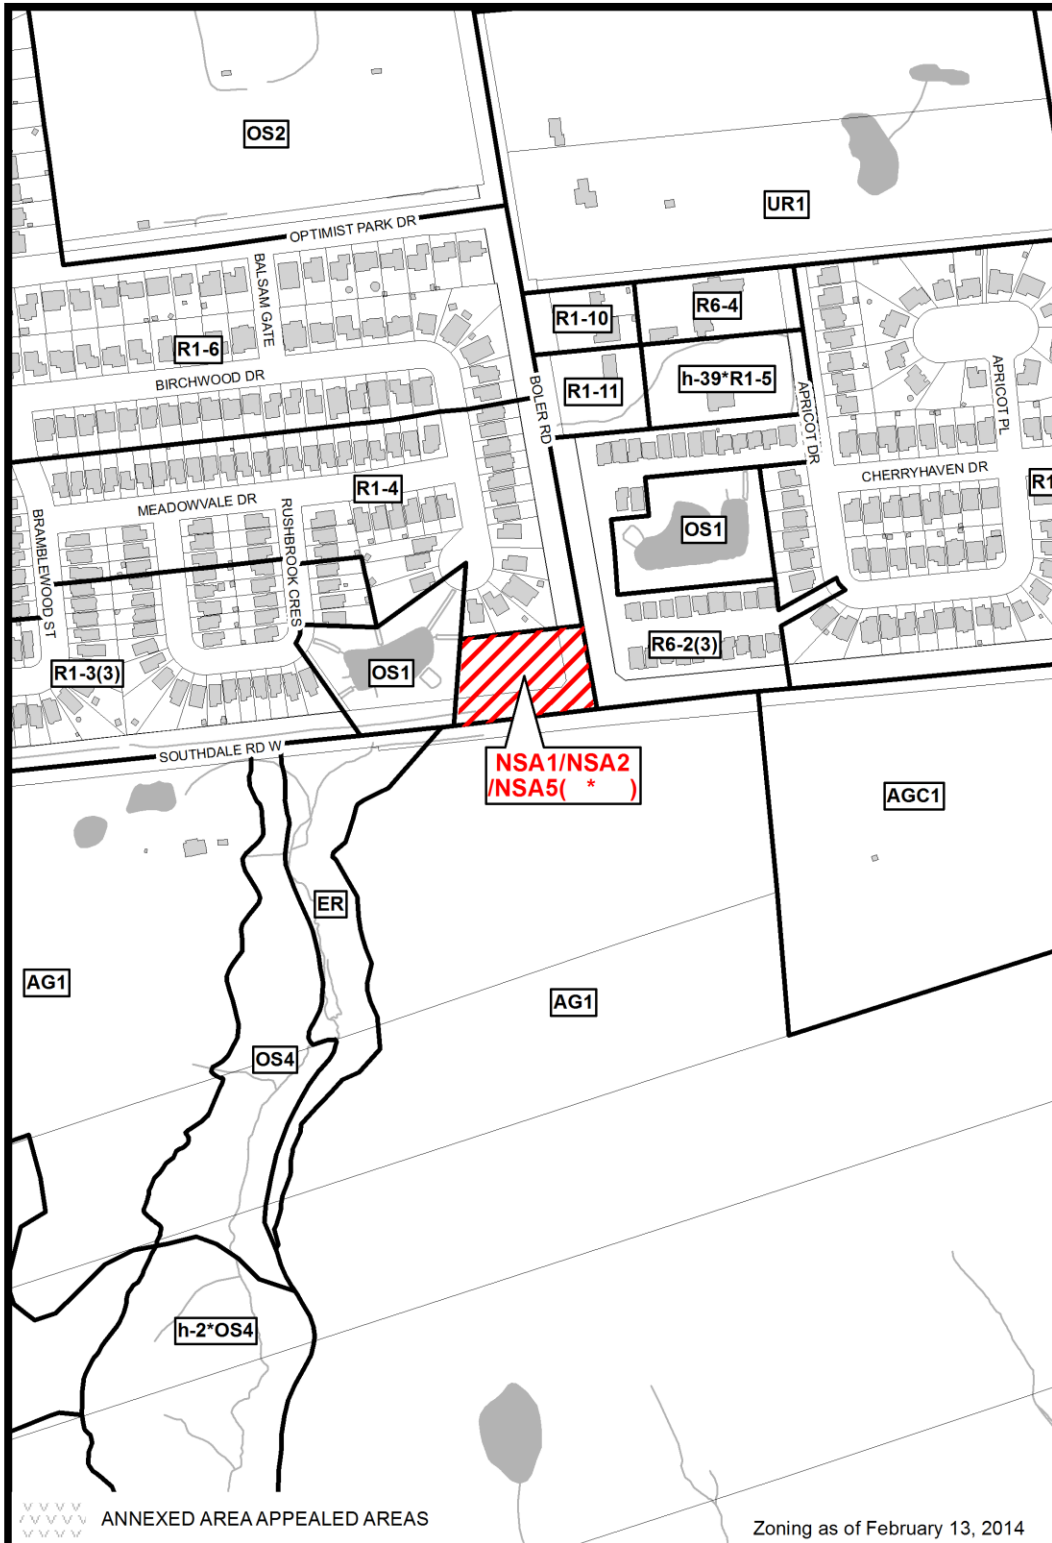 OS2
UR1
OPTIMIST PARK DR
BALSAM GATE
R1-10
R6-4
R1-6
BIRCHWOOD DR
BOLER RD
R1-11
h-39*R1-5
APRICOT DR
APRICOT PL
CHERRYHAVEN DR
R1
MEADOWVALE DR
R1-4
BRAMBLEWOOD ST
RUSHBROOK CRES
OS1
R1-3(3)
OS1
R6-2(3)
SOUTHDALE RD W
NSA1/NSA2
/NSA5( * )
AGC1
ER
AG1
AG1
OS4
h-2*OS4
ANNEXED AREA APPEALED AREAS
Zoning as of February 13, 2014